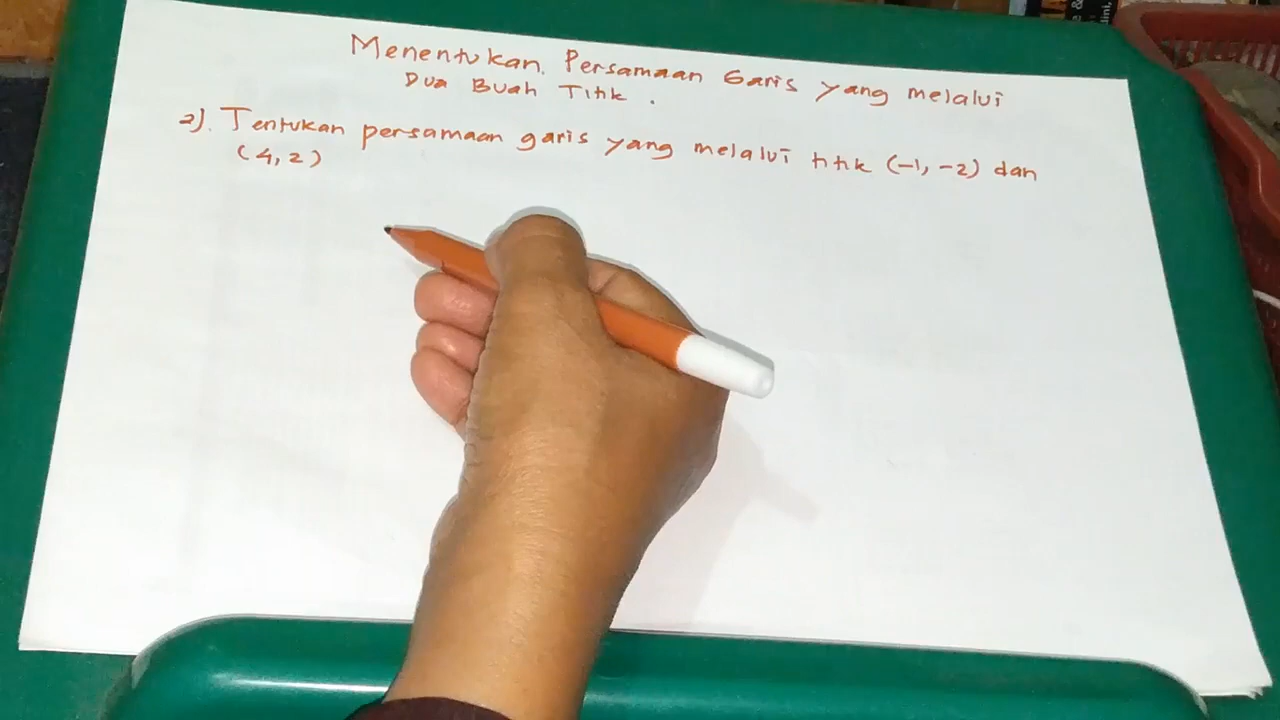 Menentukan Persamaan Garis yang melalui
Dua Buah Titik.
2). Tentukan persamaan garis yang melalui titik (-1, -2) dan
(4, 2)